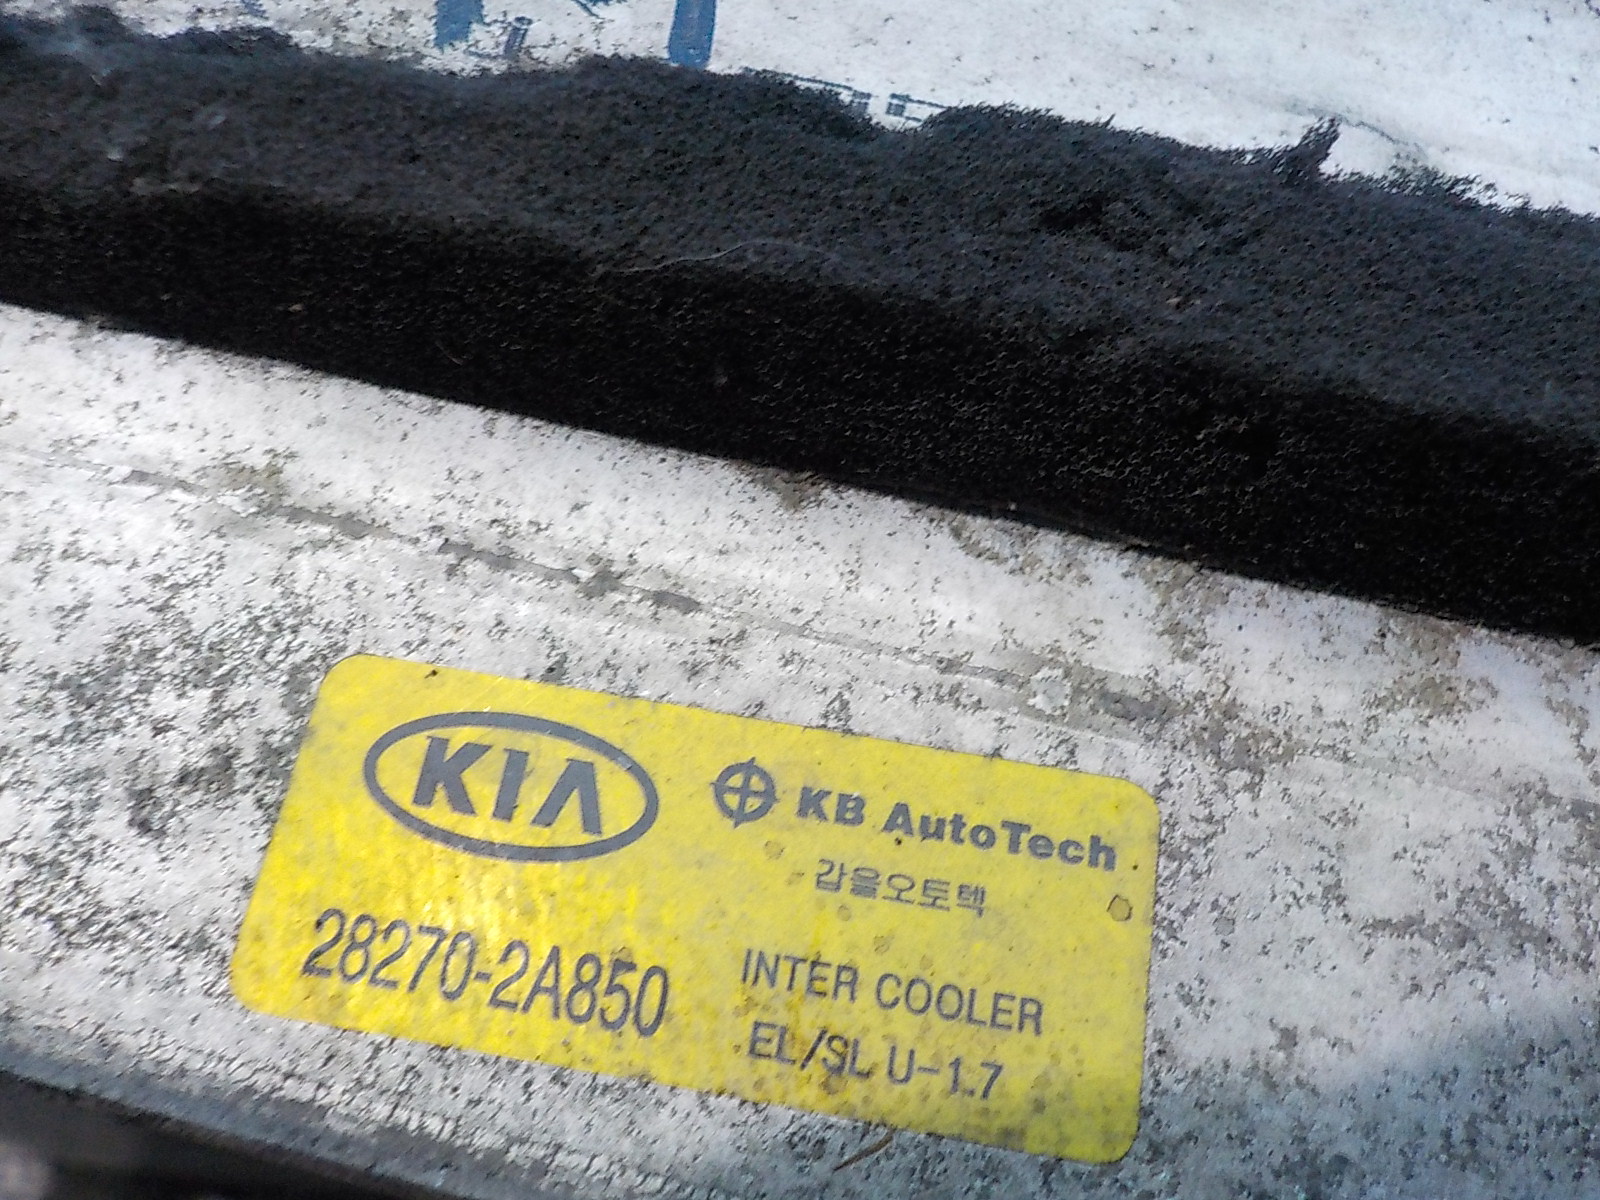 KIA
KB AutoTech
갑을오토텍
28270-2A850
INTER COOLER
EL/SL U-1.7